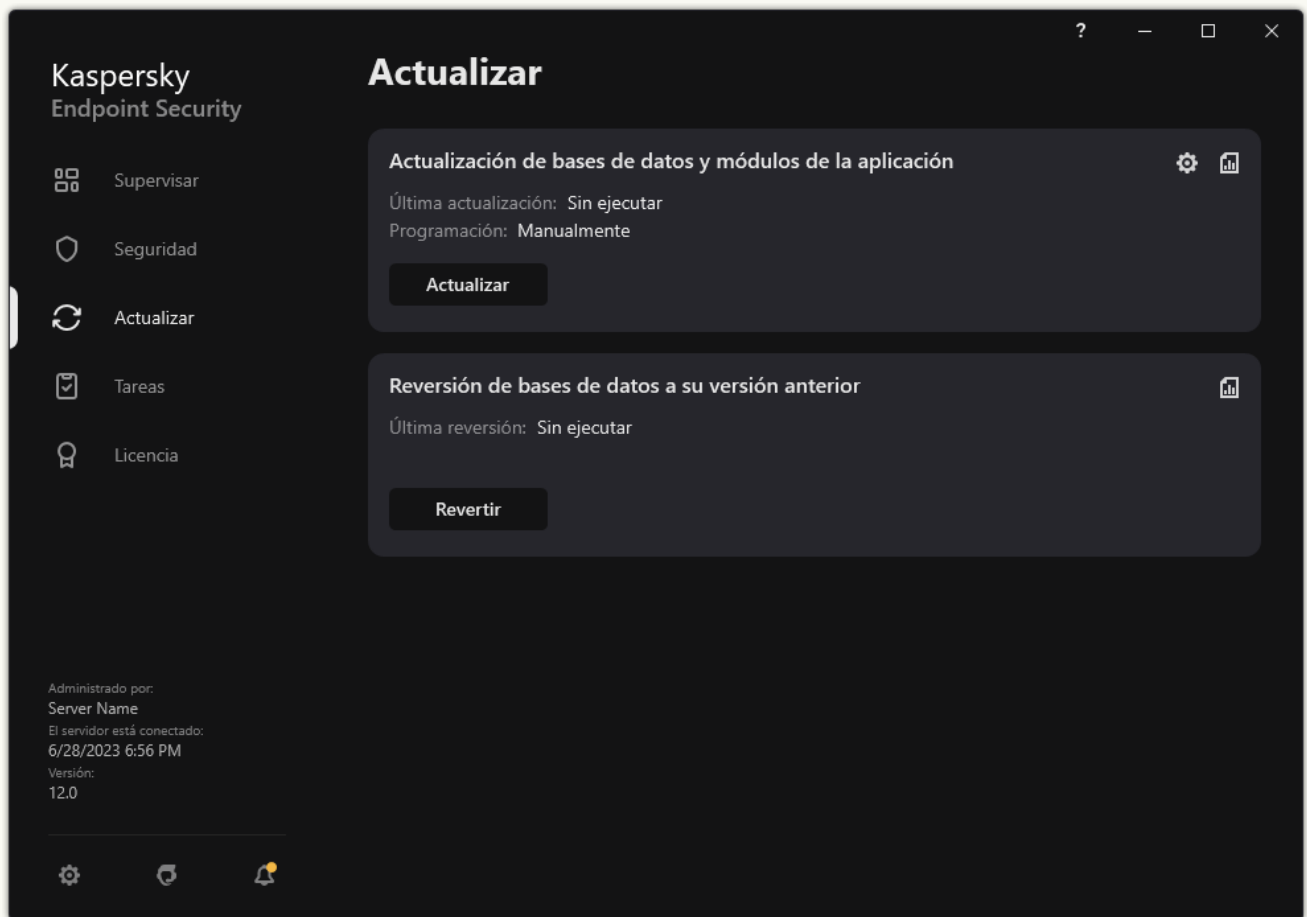 ?
Kaspersky
Endpoint Security
Supervisar
Seguridad
Actualizar
Tareas
Licencia
Administrado por:
Server Name
El servidor está conectado:
6/28/2023 6:56 PM
Versión:
12.0
Actualizar
Actualización de bases de datos y módulos de la aplicación
Última actualización: Sin ejecutar
Programación: Manualmente
Actualizar
Reversión de bases de datos a su versión anterior
Última reversión: Sin ejecutar
Revertir